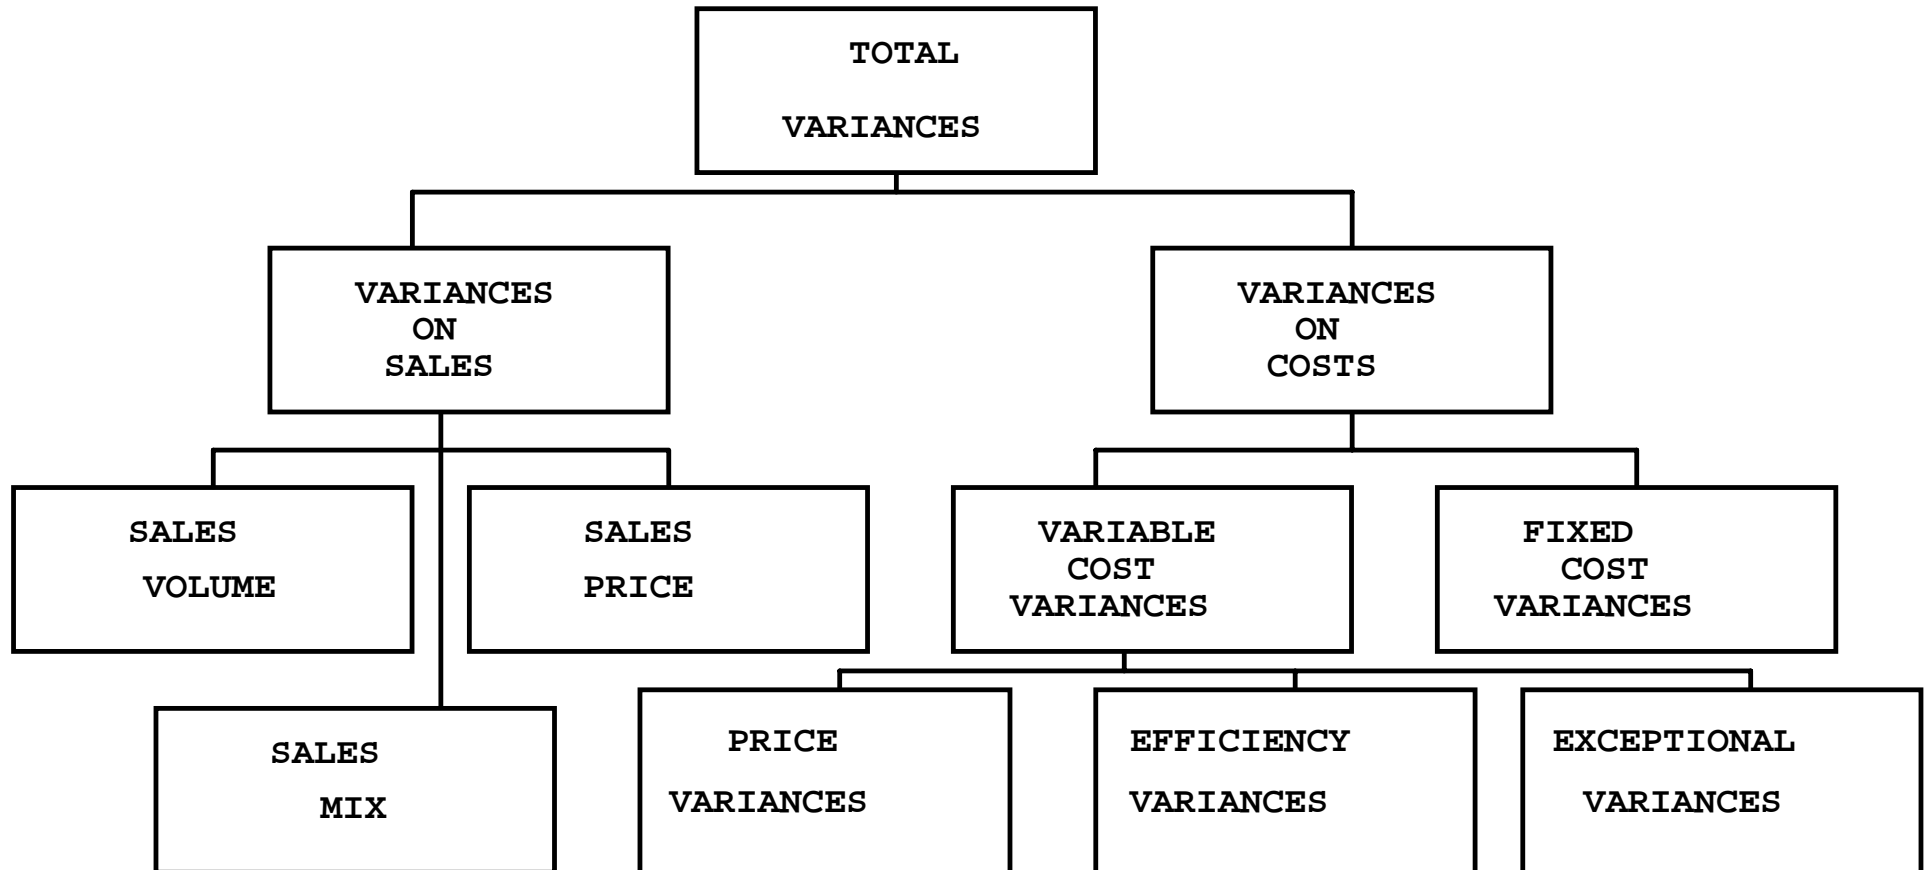 TOTAL
VARIANCES
VARIANCES
ON
SALES
VARIANCES
ON
COSTS
SALES
VOLUME
SALES
PRICE
VARIABLE
COST
VARIANCES
FIXED
COST
VARIANCES
SALES
MIX
PRICE
VARIANCES
EFFICIENCY
VARIANCES
EXCEPTIONAL
VARIANCES